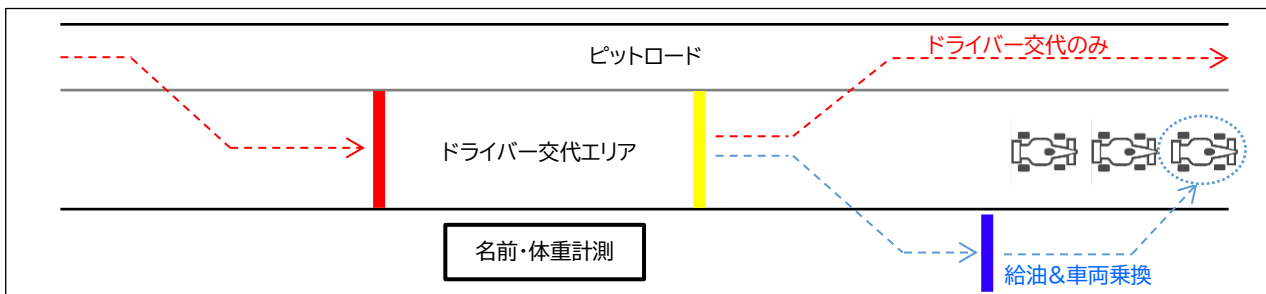 ドライバー交代のみ
ピットロード
ドライバー交代エリア
名前・体重計測
給油&車両乗換